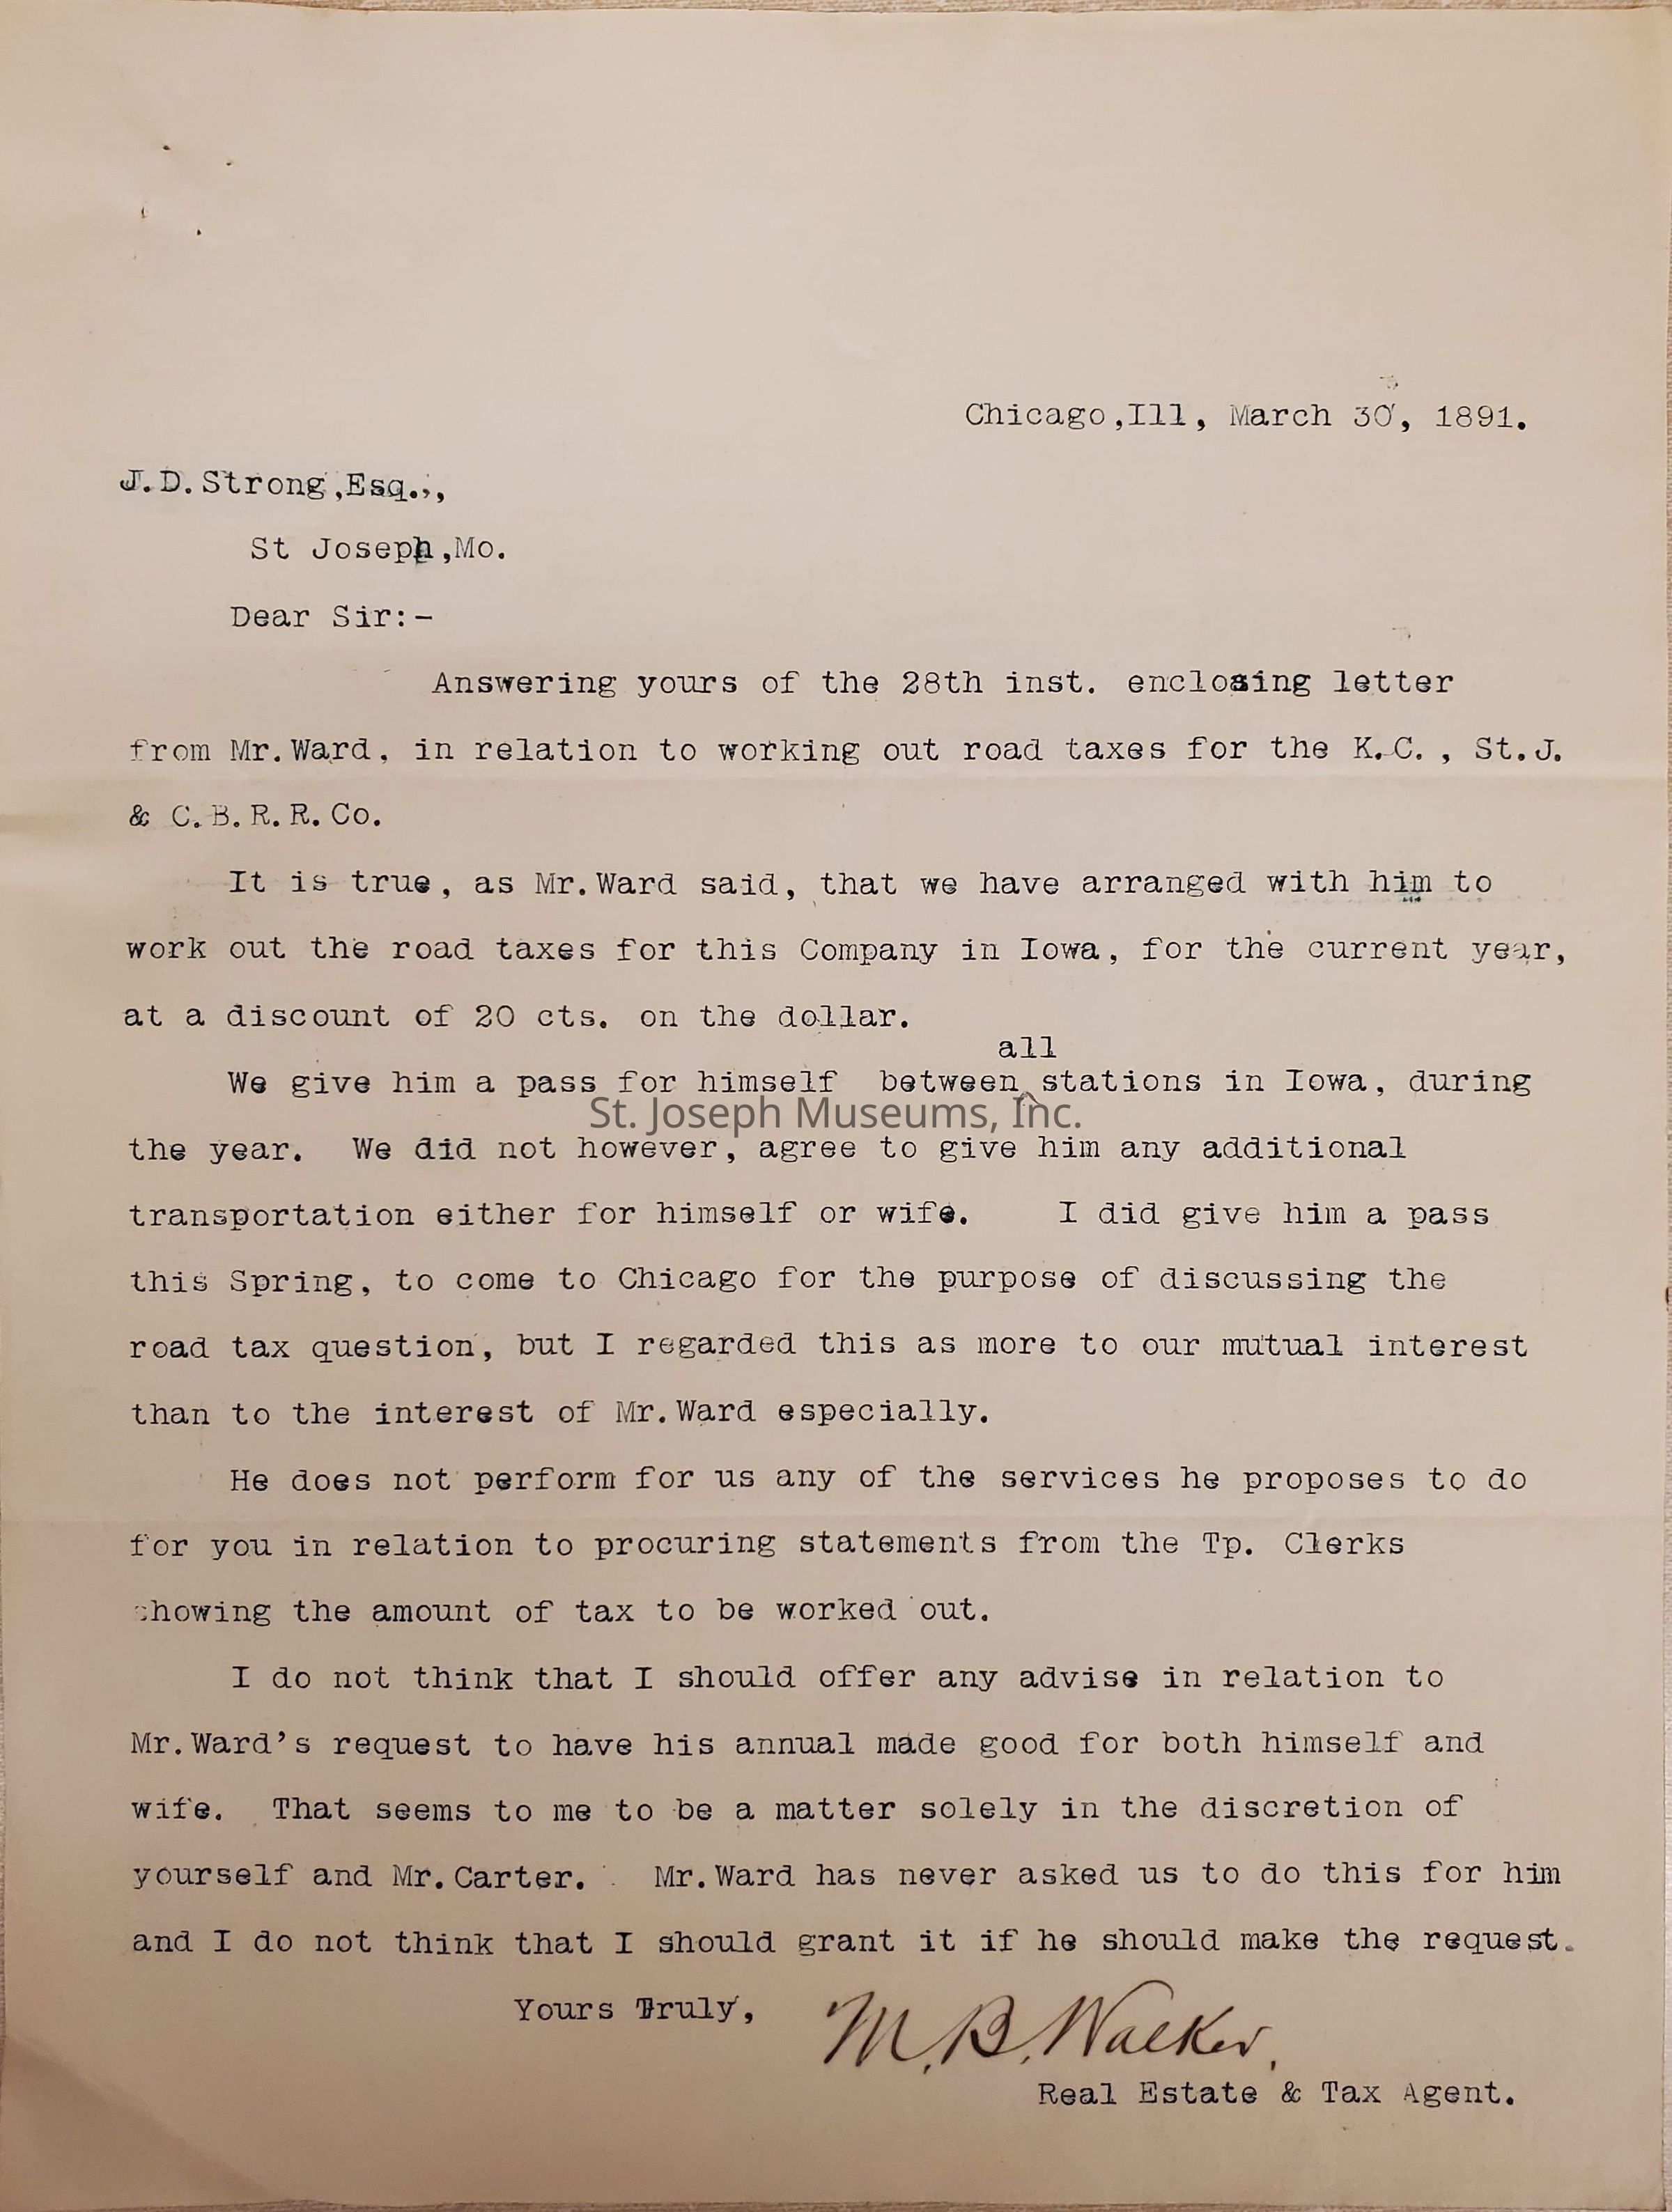 Chicago,Ill, March 30, 1891.
J.D.Strong,Esq.,,
St Joseph,Mo.
Dear Sir:-
Answering yours of the 28th inst. enclosing letter
from Mr.Ward, in relation to working out road taxes for the K.C., St.J.
& C.B.R.R.Co.
It is true, as Mr.Ward said, that we have arranged with him to
work out the road taxes for this Company in Iowa, for the current year,
at a discount of 20 cts. on the dollar.
all
We give him a pass for himself between stations in Iowa, during
St. Joseph Museums, Inc.
the year. We did not however, agree to give him any additional
transportation either for himself or wife. I did give him a pass
this Spring, to come to Chicago for the purpose of discussing the
road tax question, but I regarded this as more to our mutual interest
than to the interest of Mr.Ward especially.
He does not perform for us any of the services he proposes to do
for you in relation to procuring statements from the Tp. Clerks
showing the amount of tax to be worked out.
I do not think that I should offer any advise in relation to
Mr.Ward's request to have his annual made good for both himself and
wife. That seems to me to be a matter solely in the discretion of
yourself and Mr.Carter. Mr.Ward has never asked us to do this for him
and I do not think that I should grant it if he should make the request.
Yours Truly, M.B.Walker.
Real Estate & Tax Agent.